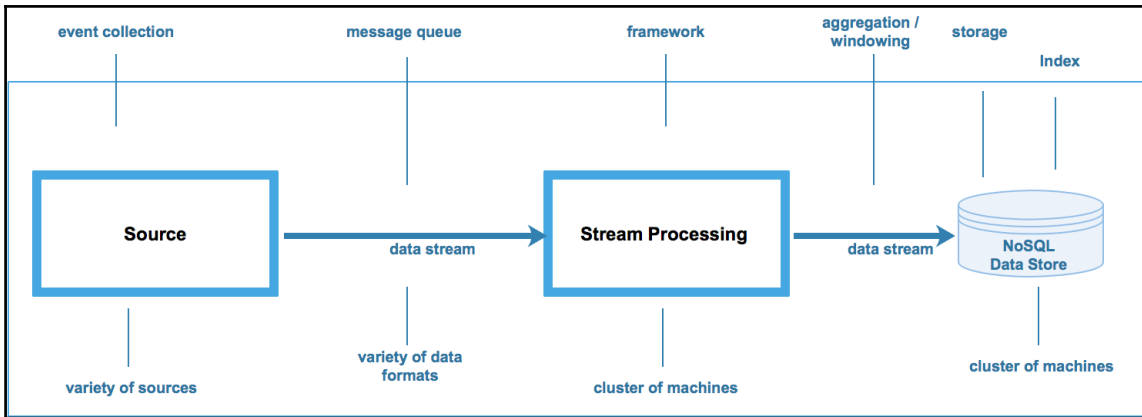 event collection
message queue
framework
aggregation /
windowing
storage
Index
Source
data stream
Stream Processing
data stream
NoSQL
Data Store
variety of sources
variety of data
formats
cluster of machines
cluster of machines